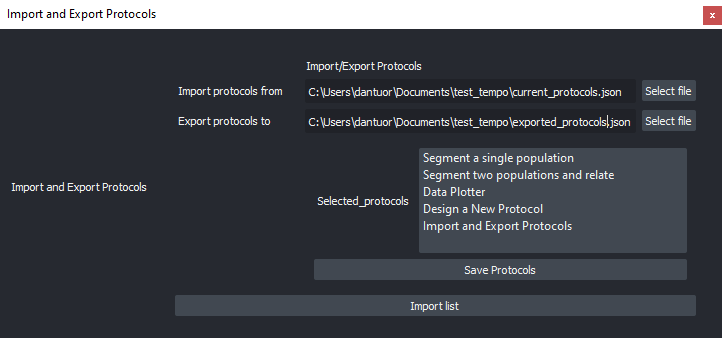 Import and Export Protocols
x
Import/Export Protocols
Import protocols from
C:\Users\dantuor\Documents\test_tempo\current_protocols.json
Select file
Export protocols to
C:\Users\dantuor\Documents\test_tempo\exported_protocols.json
Select file
Import and Export Protocols
Selected_protocols
Segment a single population
Segment two populations and relate
Data Plotter
Design a New Protocol
Import and Export Protocols
Save Protocols
Import list